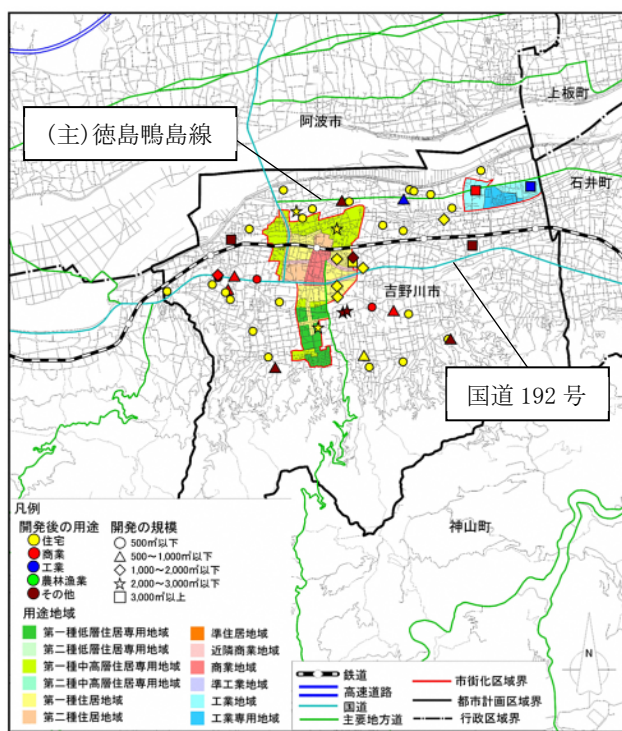 上板町
阿波市
(主)徳島鴨島線
石井町
吉野川市
国道 192 号
神山町
凡例
開発後の用途 開発の規模
住宅 500㎡以下
商業 500～1,000㎡以下
工業 1,000～2,000㎡以下
農林漁業 2,000～3,000㎡以下
その他 3,000㎡以上
用途地域
第一種低層住居専用地域 準住居地域
第二種低層住居専用地域 近隣商業地域
第一種中高層住居専用地域 商業地域
第二種中高層住居専用地域 準工業地域
第一種住居地域 工業地域
第二種住居地域 工業専用地域
鉄道 市街化区域界
高速道路 都市計画区域界
国道 行政区域界
主要地方道
N